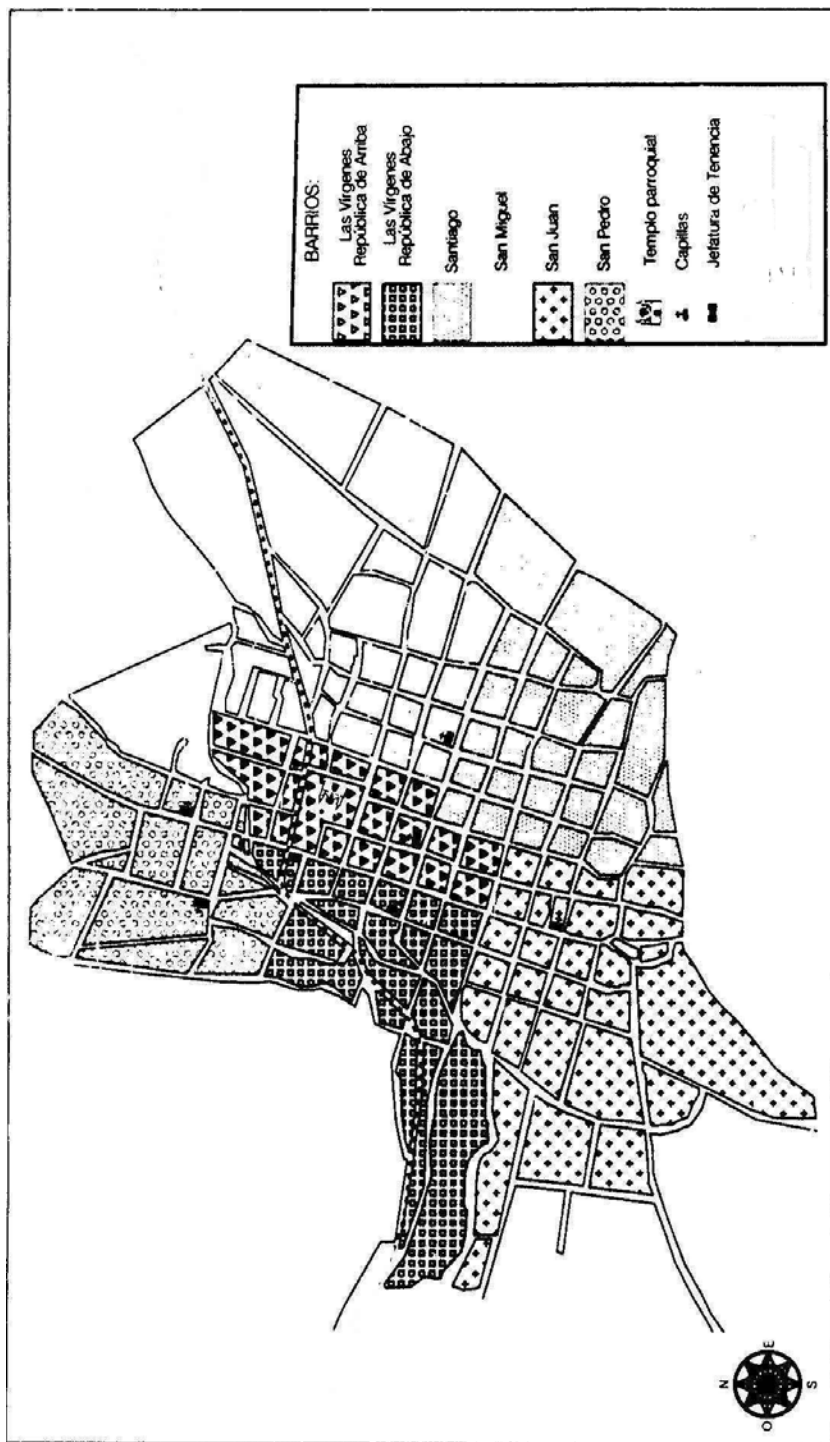 BARRIOS:
Las Vírgenes
República de Arriba
Las Vírgenes
República de Abajo
Santiago
San Miguel
San Juan
San Pedro
Templo parroquial
Capillas
Jefatura de Tenencia
N
E
S
O